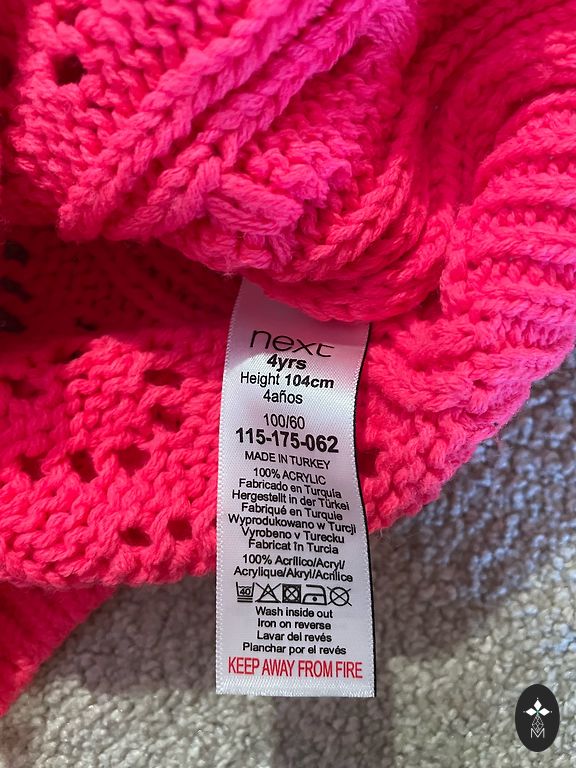 next
4yrs
Height 104cm
4años
100/60
115-175-062
MADE IN TURKEY
100% ACRYLIC
Fabricado en Turquia
Hergestellt in der Türkei
Fabriqué en Turquie
Wyprodukowano w Turcji
Vyrobeno v Turecku
Fabricat în Turcia
100% Acrílico/Acryl/
Acrylique/Akryl/Acrilice
40
Wash inside out
Iron on reverse
Lavar del revés
Planchar por el revés
KEEP AWAY FROM FIRE
M